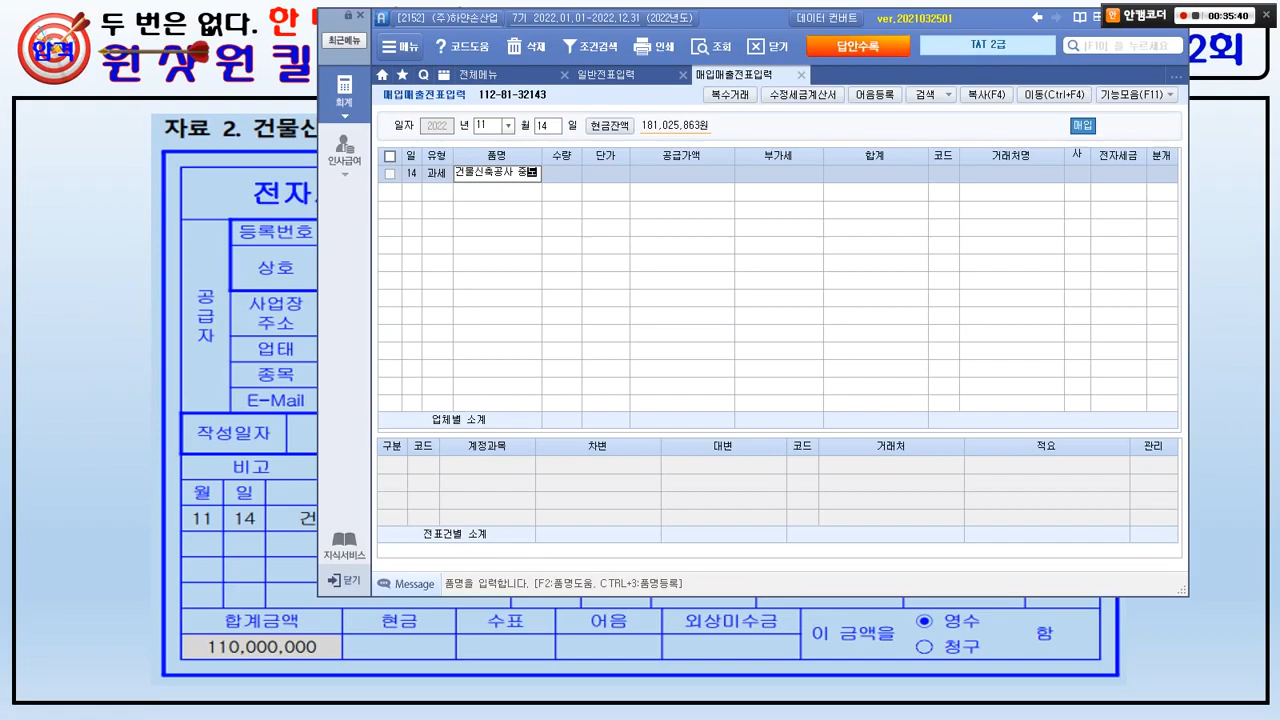 합격
두 번은 없다. 한
원 샷 원 킬
2회
자료 2. 건물신
전자
공급자
등록번호
상호
사업장
주소
업태
종목
E-Mail
작성일자
비고
월 일
11 14 건
합계금액 현금 수표 어음 외상미수금 이 금액을 영수 청구 함
110,000,000
최근메뉴
회계
인사급여
지식서비스
닫기
[2152] (주)하얀손산업 7기 2022.01.01-2022.12.31 (2022년도) 데이터 컨버트 ver.2021032501
안캠코더 00:35:40
메뉴 코드도움 삭제 조건검색 인쇄 조회 닫기 답안수록 TAT 2급 [F10] 을 누르세요
전체메뉴 일반전표입력 매입매출전표입력
매입매출전표입력 112-81-32143 복수거래 수정세금계산서 어음등록 검색 복사(F4) 이동(Ctrl+F4) 기능모음(F11)
일자 2022 년 11 월 14 일 현금잔액 181,025,863원 매입
일 유형 품명 수량 단가 공급가액 부가세 합계 코드 거래처명 사 전자세금 분개
14 과세 건물신축공사 중
업체별 소계
구분 코드 계정과목 차변 대변 코드 거래처 적요 관리
전표건별 소계
Message 품명을 입력합니다. [F2:품명도움, CTRL+3:품명등록]